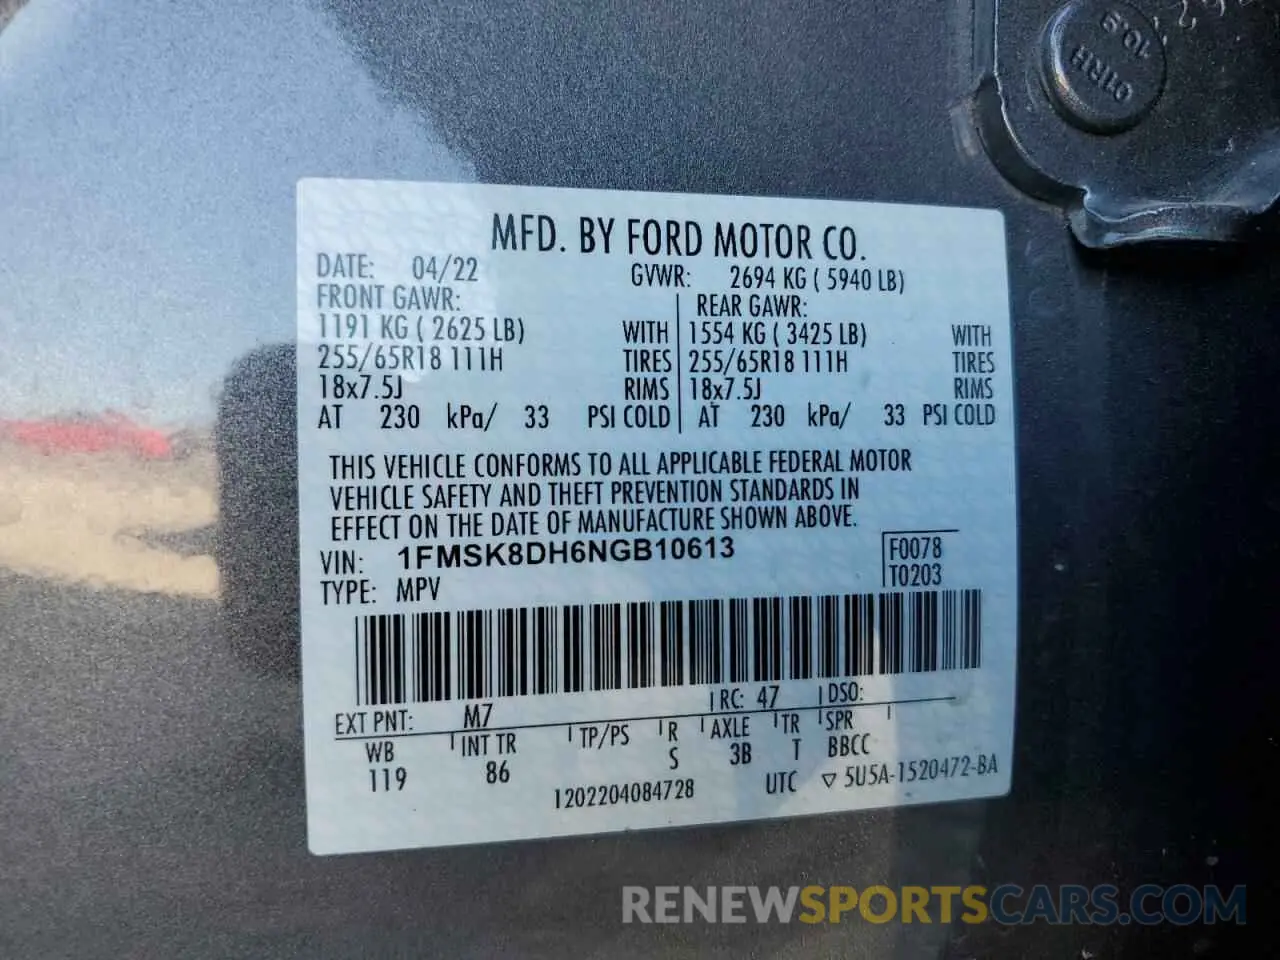 MFD. BY FORD MOTOR CO.
DATE: 04/22 GVWR: 2694 KG ( 5940 LB)
FRONT GAWR: REAR GAWR:
1191 KG ( 2625 LB) WITH 1554 KG ( 3425 LB) WITH
255/65R18 111H TIRES 255/65R18 111H TIRES
18x7.5J RIMS 18x7.5J RIMS
AT 230 kPa/ 33 PSI COLD AT 230 kPa/ 33 PSI COLD
THIS VEHICLE CONFORMS TO ALL APPLICABLE FEDERAL MOTOR
VEHICLE SAFETY AND THEFT PREVENTION STANDARDS IN
EFFECT ON THE DATE OF MANUFACTURE SHOWN ABOVE.
VIN: 1FMSK8DH6NGB10613 F0078
TYPE: MPV T0203
EXT PNT: M7 RC: 47 DSO:
WB INT TR TP/PS R AXLE TR SPR
119 86 S 3B T BBCC
1202204084728 UTC ▽ 5U5A-1520472-BA
10.9
01RH
RENEWSPORTSCARS.COM